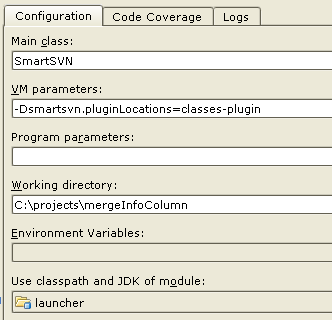 Configuration Code Coverage Logs
Main class:
SmartSVN
VM parameters:
-Dsmartsvn.pluginLocations=classes-plugin
Program parameters:
Working directory:
C:\projects\mergeInfoColumn
Environment Variables:
Use classpath and JDK of module:
launcher